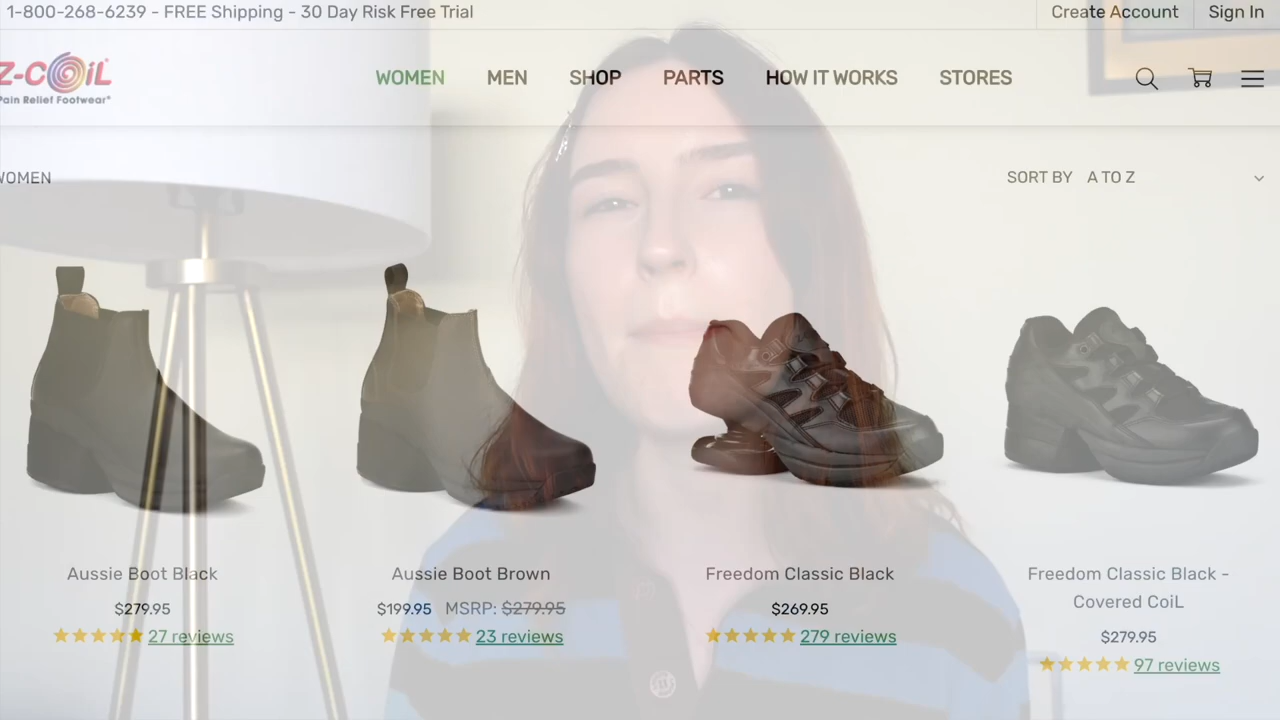 1-800-268-6239 - FREE Shipping - 30 Day Risk Free Trial
Create Account
Sign In
Z-COiL
Pain Relief Footwear®
WOMEN
MEN
SHOP
PARTS
HOW IT WORKS
STORES
WOMEN
SORT BY A TO Z
Aussie Boot Black
$279.95
27 reviews
Aussie Boot Brown
$199.95 MSRP: $279.95
23 reviews
Freedom Classic Black
$269.95
279 reviews
Freedom Classic Black -
Covered CoiL
$279.95
97 reviews